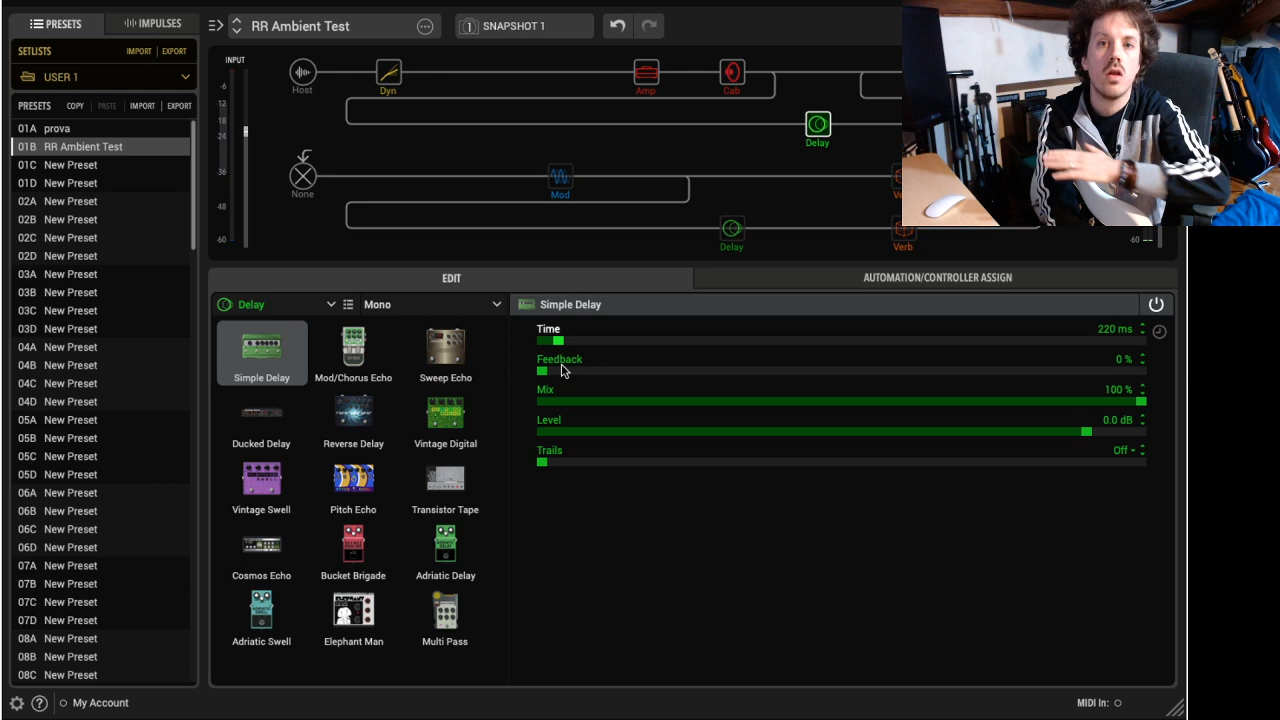 PRESETS
IMPULSES
SETLISTS
IMPORT | EXPORT
USER 1
PRESETS COPY | PASTE | IMPORT | EXPORT
01A prova
01B RR Ambient Test
01C New Preset
01D New Preset
02A New Preset
02B New Preset
02C New Preset
02D New Preset
03A New Preset
03B New Preset
03C New Preset
03D New Preset
04A New Preset
04B New Preset
04C New Preset
04D New Preset
05A New Preset
05B New Preset
05C New Preset
05D New Preset
06A New Preset
06B New Preset
06C New Preset
06D New Preset
07A New Preset
07B New Preset
07C New Preset
07D New Preset
08A New Preset
08B New Preset
08C New Preset
My Account
RR Ambient Test
1 SNAPSHOT 1
INPUT
-6
-12
-18
-24
-36
-48
-60
Host
Dyn
Amp
Cab
Delay
None
Mod
Delay
Verb
-60
EDIT
AUTOMATION/CONTROLLER ASSIGN
Delay
Mono
Simple Delay
Mod/Chorus Echo
Sweep Echo
Ducked Delay
Reverse Delay
Vintage Digital
Vintage Swell
Pitch Echo
Transistor Tape
Cosmos Echo
Bucket Brigade
Adriatic Delay
Adriatic Swell
Elephant Man
Multi Pass
Simple Delay
Time 220 ms
Feedback 0 %
Mix 100 %
Level 0.0 dB
Trails Off
MIDI In: